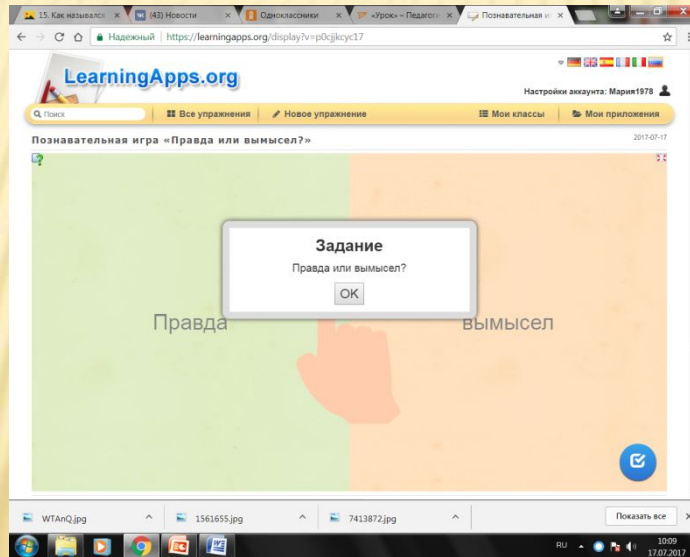 15. Как назывался
(43) Новости
Одноклассники
«Урок» – Педагоги
Познавательная иг
Надежный https://learningapps.org/display?v=p0cjjkcyc17
LearningApps.org
Настройки аккаунта: Мария1978
Поиск
Все упражнения
Новое упражнение
Мои классы
Мои приложения
Познавательная игра «Правда или вымысел?»
2017-07-17
Задание
Правда или вымысел?
OK
Правда
вымысел
WTAnQ.jpg
1561655.jpg
7413872.jpg
Показать все
RU
10:09
17.07.2017